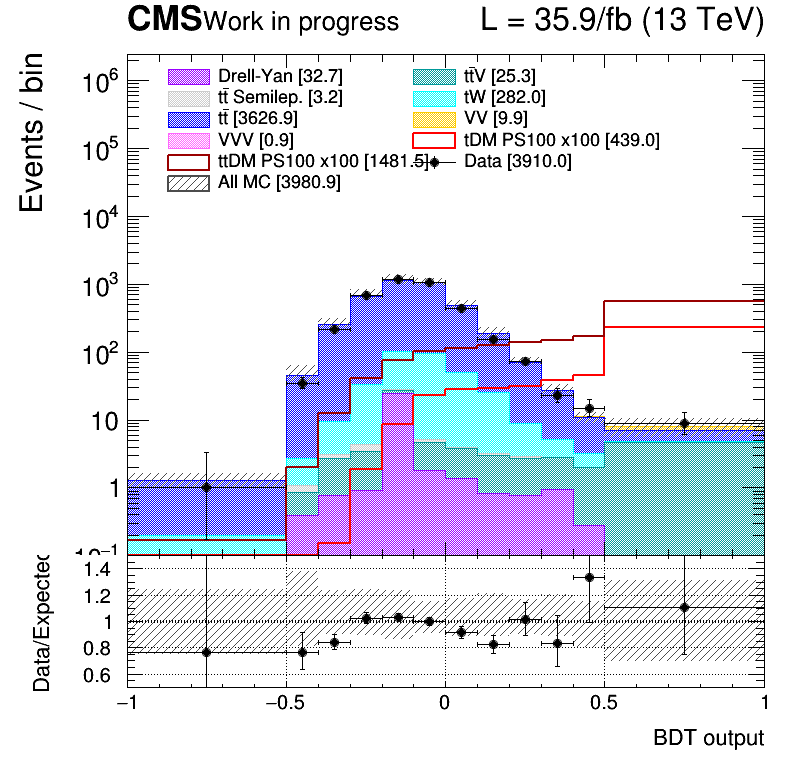 CMS Work in progress L = 35.9/fb (13 TeV)
Events / bin
Drell-Yan [32.7] tt̄V [25.3]
tt̄ Semilep. [3.2] tW [282.0]
tt̄ [3626.9] VV [9.9]
VVV [0.9] tDM PS100 x100 [439.0]
ttDM PS100 x100 [1481.5] Data [3910.0]
All MC [3980.9]
10⁶
10⁵
10⁴
10³
10²
10
1
10⁻¹
Data/Expected
1.4
1.2
1
0.8
0.6
−1 −0.5 0 0.5 1
BDT output